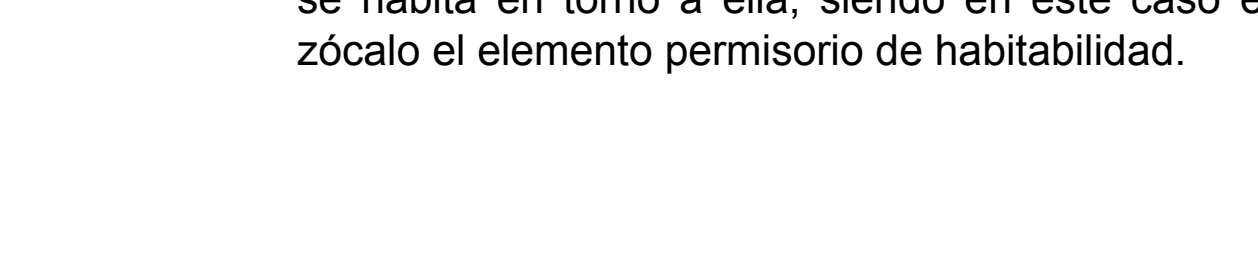 se habita en torno a ella, siendo en este caso
zócalo el elemento permisorio de habitabilidad.